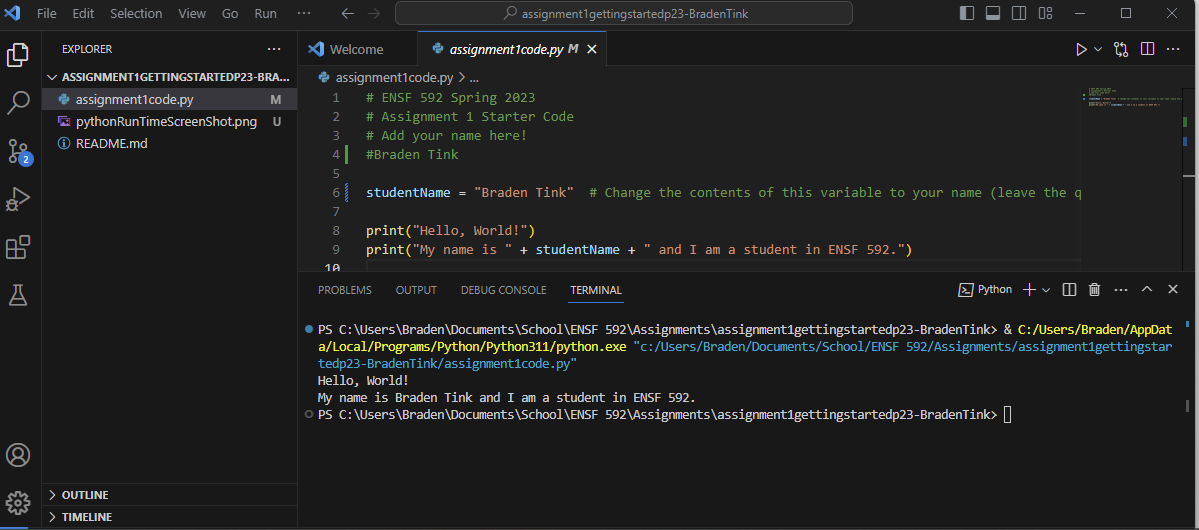 File Edit Selection View Go Run ··· assignment1gettingstartedp23-BradenTink
EXPLORER ···
ASSIGNMENT1GETTINGSTARTEDP23-BRA...
assignment1code.py M
pythonRunTimeScreenShot.png U
README.md
2
OUTLINE
TIMELINE
Welcome assignment1code.py M
assignment1code.py > ...
1 # ENSF 592 Spring 2023
2 # Assignment 1 Starter Code
3 # Add your name here!
4 #Braden Tink
5
6 studentName = "Braden Tink"  # Change the contents of this variable to your name (leave the q
7
8 print("Hello, World!")
9 print("My name is " + studentName + " and I am a student in ENSF 592.")
10
PROBLEMS OUTPUT DEBUG CONSOLE TERMINAL Python
PS C:\Users\Braden\Documents\School\ENSF 592\Assignments\assignment1gettingstartedp23-BradenTink> & C:/Users/Braden/AppDat
a/Local/Programs/Python/Python311/python.exe "c:/Users/Braden/Documents/School/ENSF 592/Assignments/assignment1gettingstar
tedp23-BradenTink/assignment1code.py"
Hello, World!
My name is Braden Tink and I am a student in ENSF 592.
PS C:\Users\Braden\Documents\School\ENSF 592\Assignments\assignment1gettingstartedp23-BradenTink>